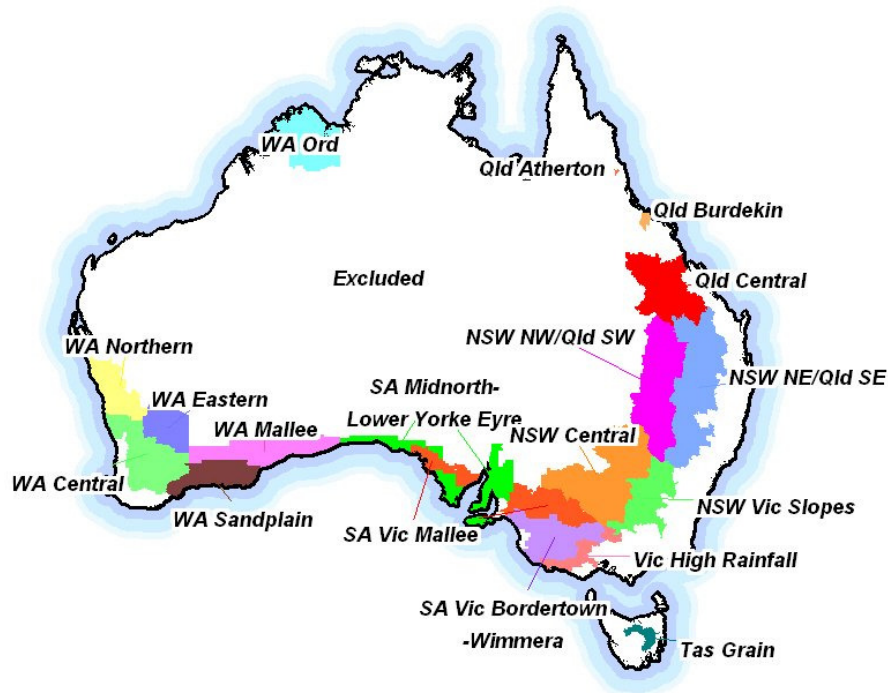 WA Ord
Qld Atherton
Qld Burdekin
Excluded
Qld Central
NSW NW/Qld SW
WA Northern
NSW NE/Qld SE
SA Midnorth-
Lower Yorke Eyre
WA Eastern
WA Mallee
NSW Central
WA Central
NSW Vic Slopes
WA Sandplain
SA Vic Mallee
Vic High Rainfall
SA Vic Bordertown
-Wimmera
Tas Grain